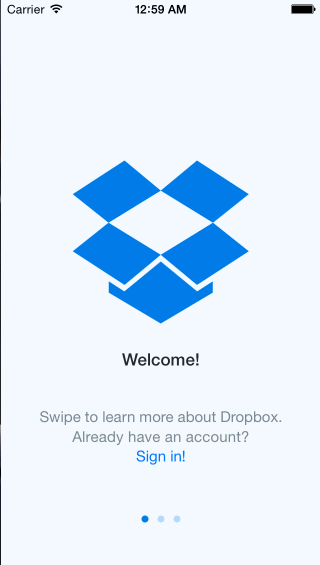 Carrier 12:59 AM
Welcome!
Swipe to learn more about Dropbox.
Already have an account?
Sign in!